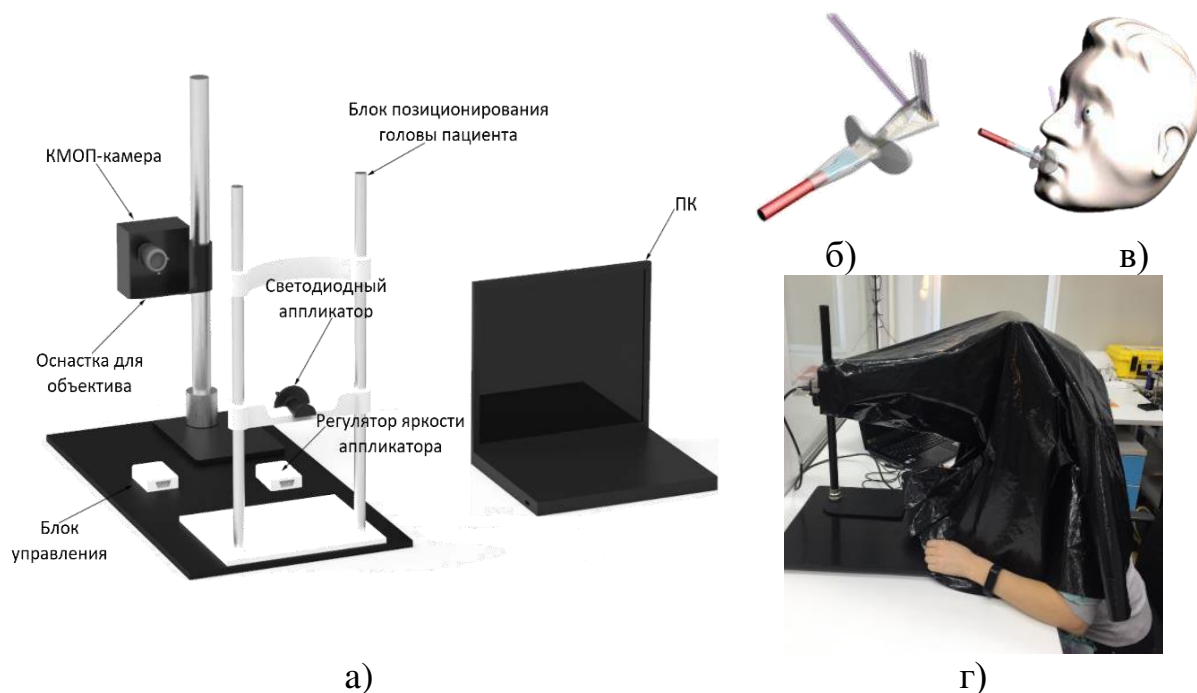 Блок позиционирования
головы пациента
КМОП-камера
ПК
Светодиодный
аппликатор
Оснастка для
объектива
Регулятор яркости
аппликатора
Блок
управления
а)
б)
в)
г)